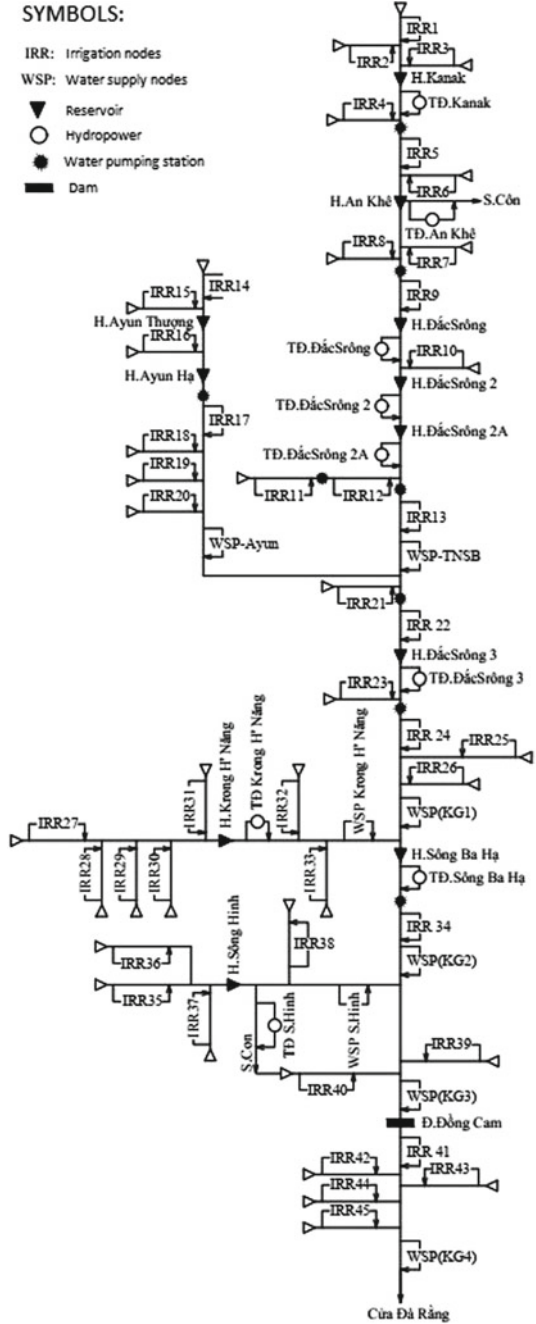 SYMBOLS:
IRR: Irrigation nodes
WSP: Water supply nodes
Reservoir
Hydropower
Water pumping station
Dam
IRR1
IRR2
IRR3
H.Kanak
TĐ.Kanak
IRR4
IRR5
IRR6
H.An Khê
S.Côn
TĐ.An Khê
IRR8
IRR7
IRR9
IRR14
IRR15
H.Ayun Thượng
IRR16
H.Ayun Hạ
IRR17
IRR18
IRR19
IRR20
WSP-Ayun
H.ĐắcSrông
TĐ.ĐắcSrông
IRR10
H.ĐắcSrông 2
TĐ.ĐắcSrông 2
H.ĐắcSrông 2A
TĐ.ĐắcSrông 2A
IRR11
IRR12
IRR13
WSP-TNSB
IRR21
IRR 22
H.ĐắcSrông 3
TĐ.ĐắcSrông 3
IRR23
IRR 24
IRR25
IRR26
WSP(KG1)
IRR27
IRR28
IRR29
IRR30
IRR31
H.Krong H' Năng
TĐ Krong H' Năng
IRR32
IRR33
WSP Krong H' Năng
H.Sông Ba Hạ
TĐ.Sông Ba Hạ
IRR 34
WSP(KG2)
IRR36
IRR35
IRR37
H.Sông Hinh
IRR38
TĐ S.Hinh
S.Con
WSP S.Hinh
IRR40
IRR39
WSP(KG3)
Đ.Đồng Cam
IRR 41
IRR42
IRR43
IRR44
IRR45
WSP(KG4)
Cửa Đà Rằng